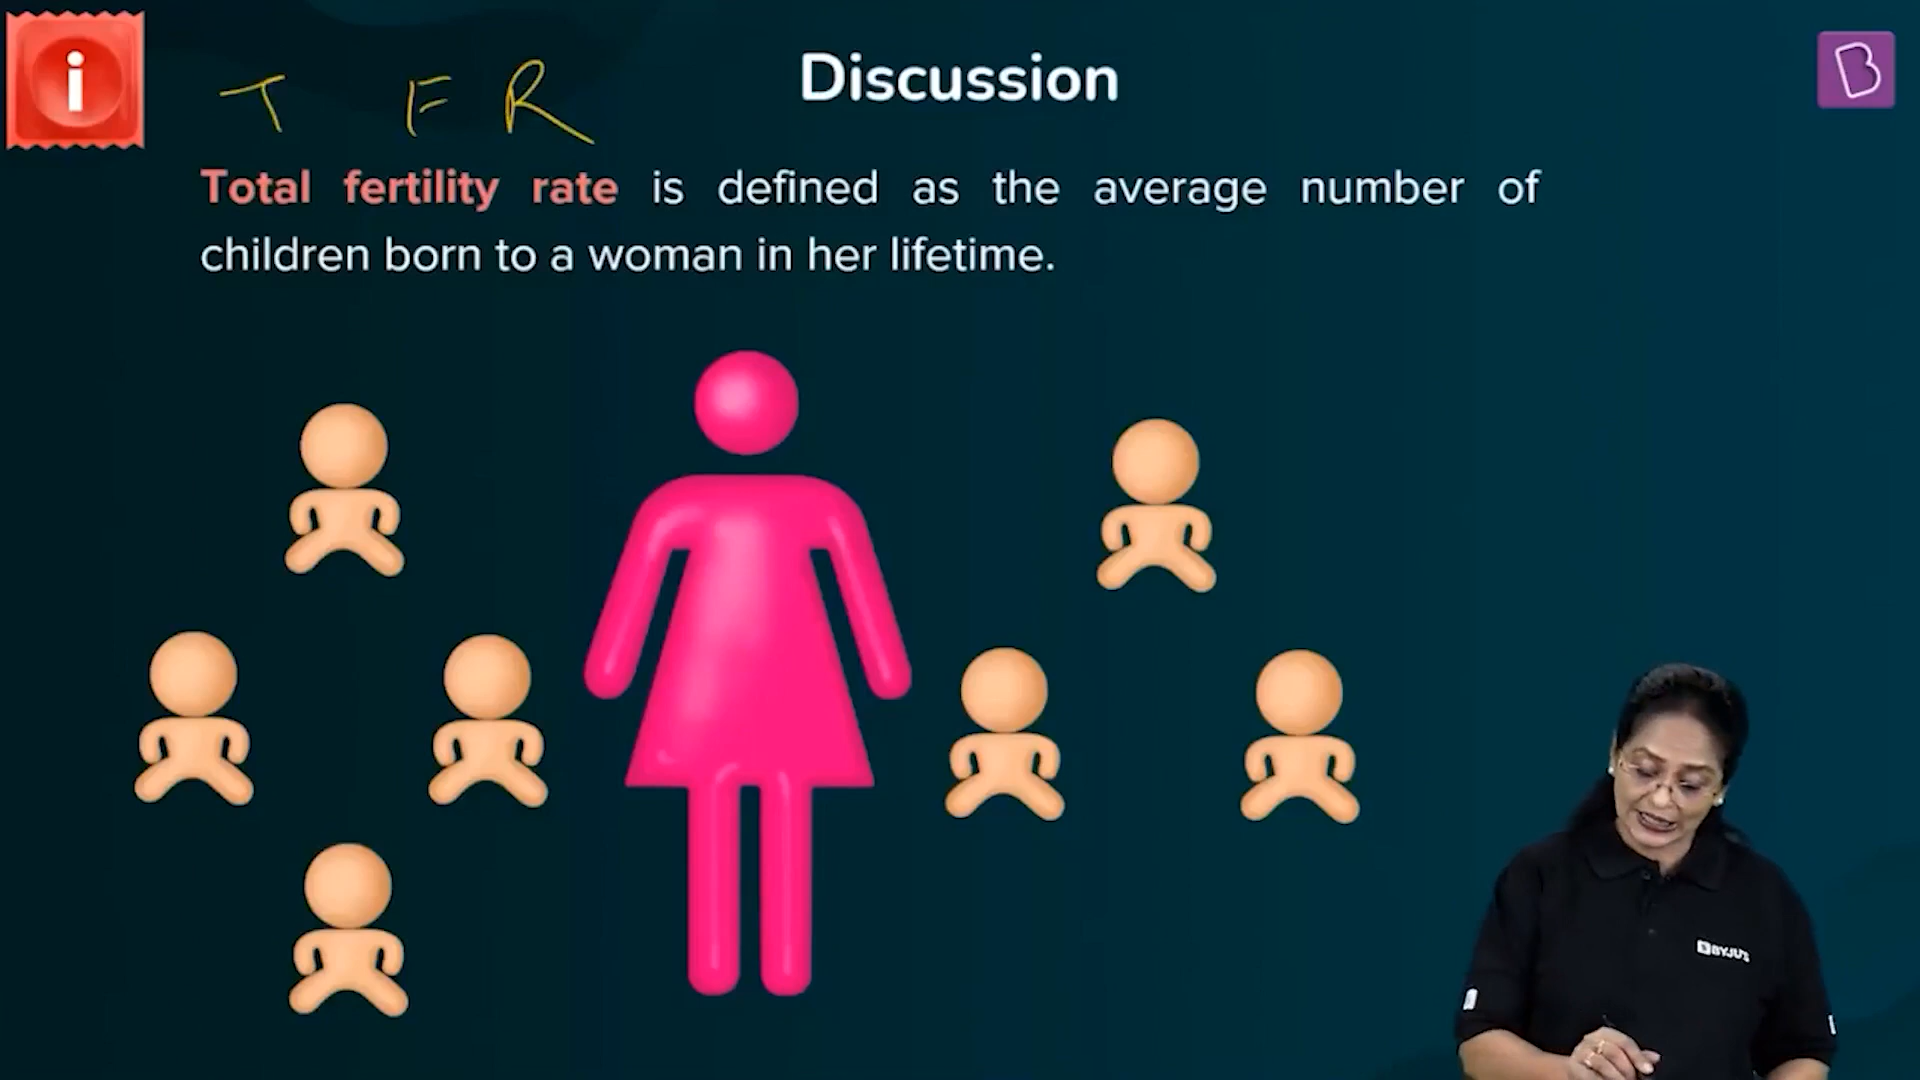 T F R
Discussion
Total fertility rate is defined as the average number of
children born to a woman in her lifetime.
BYJU'S